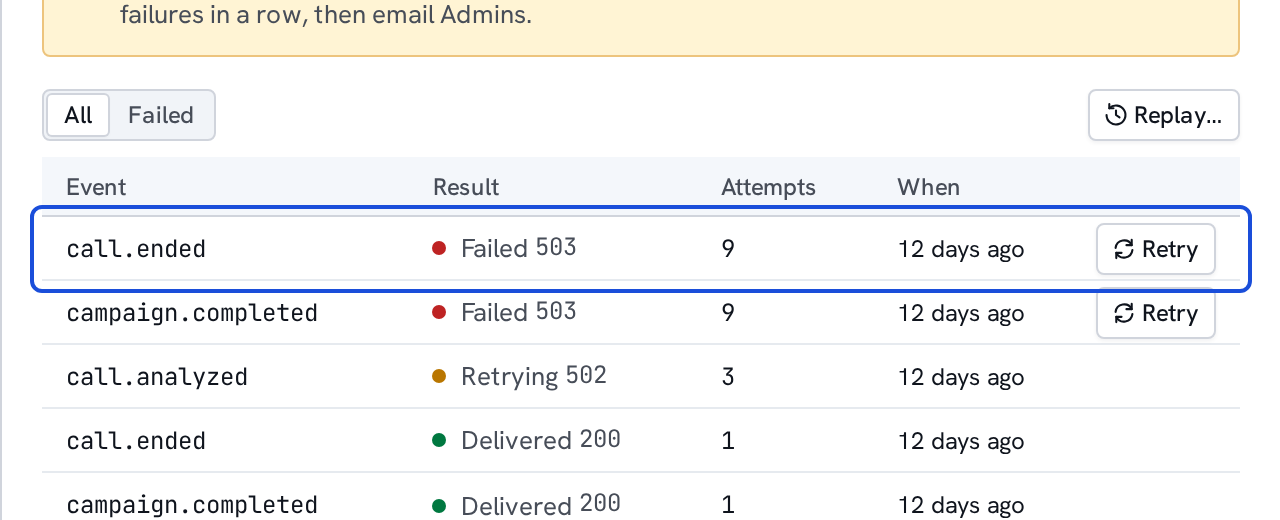 failures in a row, then email Admins.
All Failed Replay...
Event Result Attempts When
call.ended Failed 503 9 12 days ago Retry
campaign.completed Failed 503 9 12 days ago Retry
call.analyzed Retrying 502 3 12 days ago
call.ended Delivered 200 1 12 days ago
campaign.completed Delivered 200 1 12 days ago